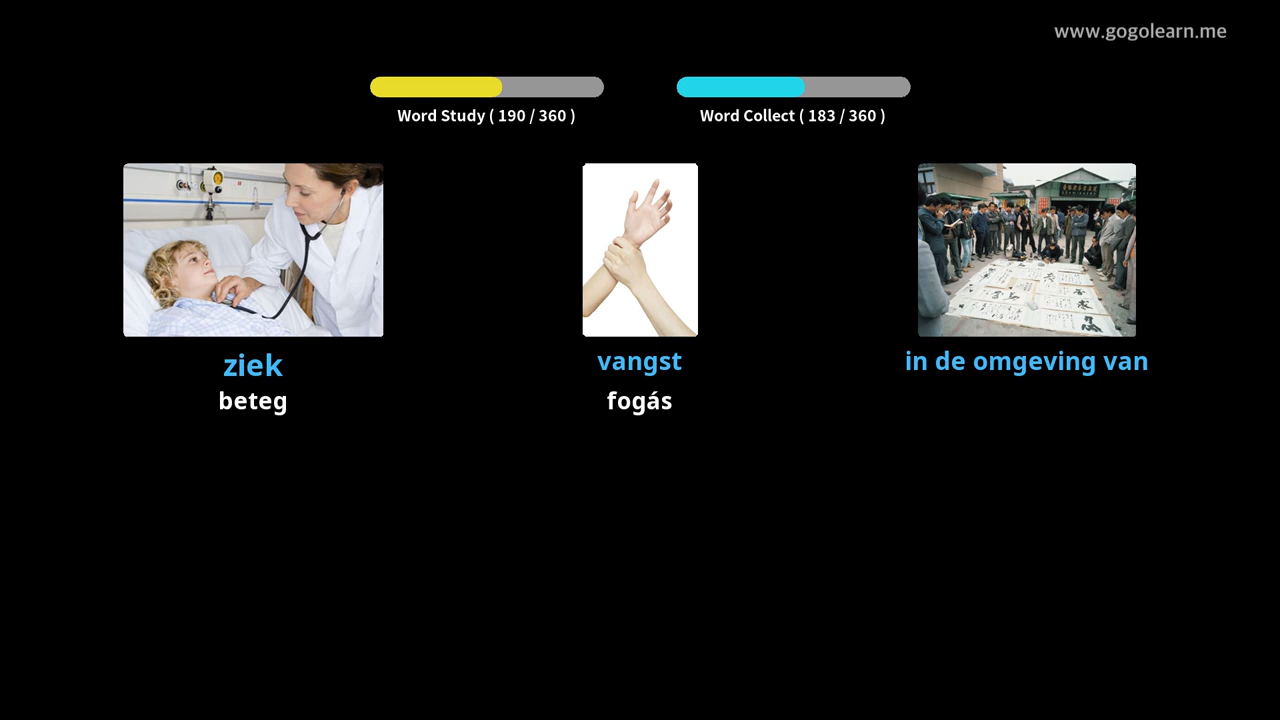 www.gogolearn.me
Word Study ( 190 / 360 )
Word Collect ( 183 / 360 )
ziek
beteg
vangst
fogás
in de omgeving van